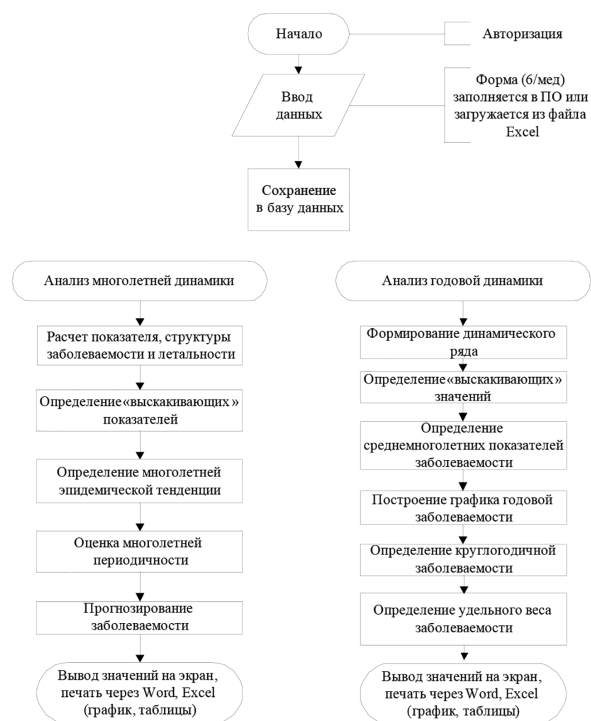 Начало
Авторизация
Ввод
данных
Форма (6/мед)
заполняется в ПО или
загружается из файла
Excel
Сохранение
в базу данных
Анализ многолетней динамики
Расчет показателя, структуры
заболеваемости и летальности
Определение «выскакивающих»
показателей
Определение многолетней
эпидемической тенденции
Оценка многолетней
периодичности
Прогнозирование
заболеваемости
Вывод значений на экран,
печать через Word, Excel
(график, таблицы)
Анализ годовой динамики
Формирование динамического
ряда
Определение «выскакивающих»
значений
Определение
среднемноголетних показателей
заболеваемости
Построение графика годовой
заболеваемости
Определение круглогодичной
заболеваемости
Определение удельного веса
заболеваемости
Вывод значений на экран,
печать через Word, Excel
(график, таблицы)